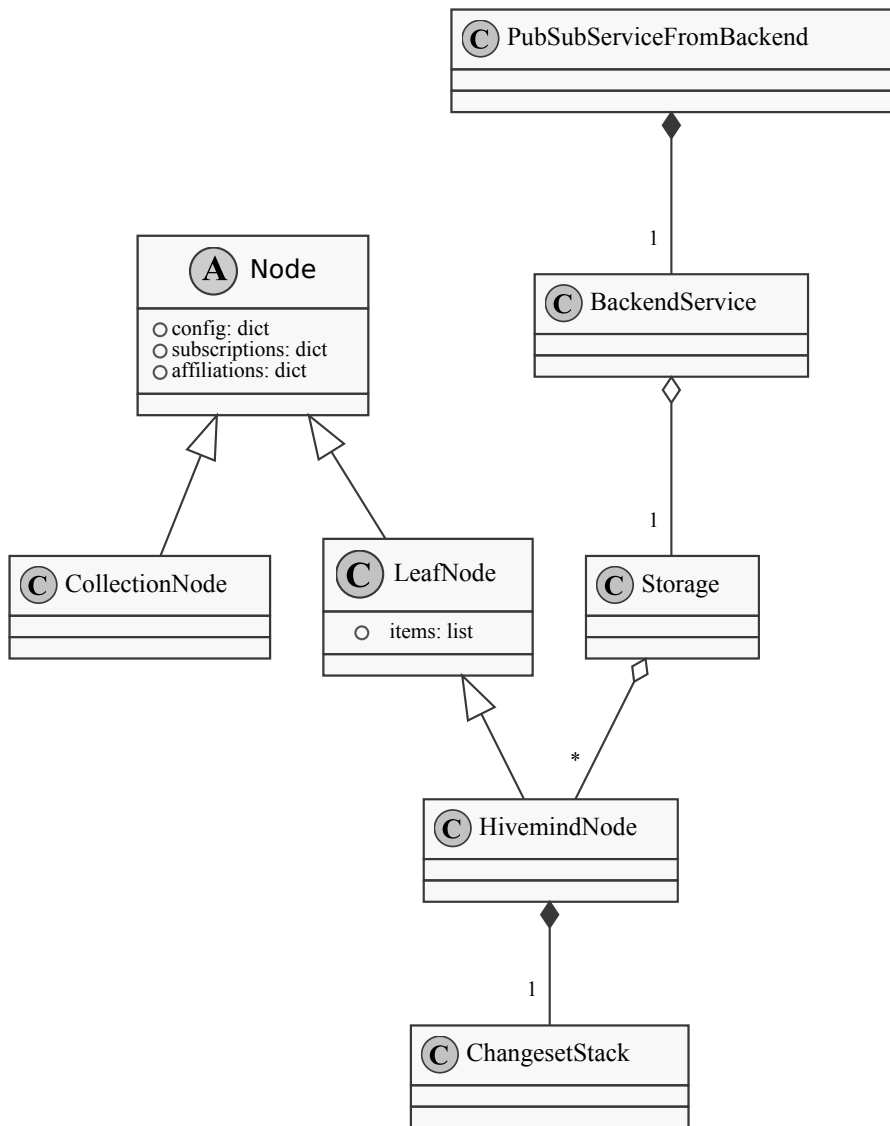 C PubSubServiceFromBackend
1
A Node
config: dict
subscriptions: dict
affiliations: dict
C BackendService
1
C CollectionNode
C LeafNode
items: list
C Storage
*
C HivemindNode
1
C ChangesetStack